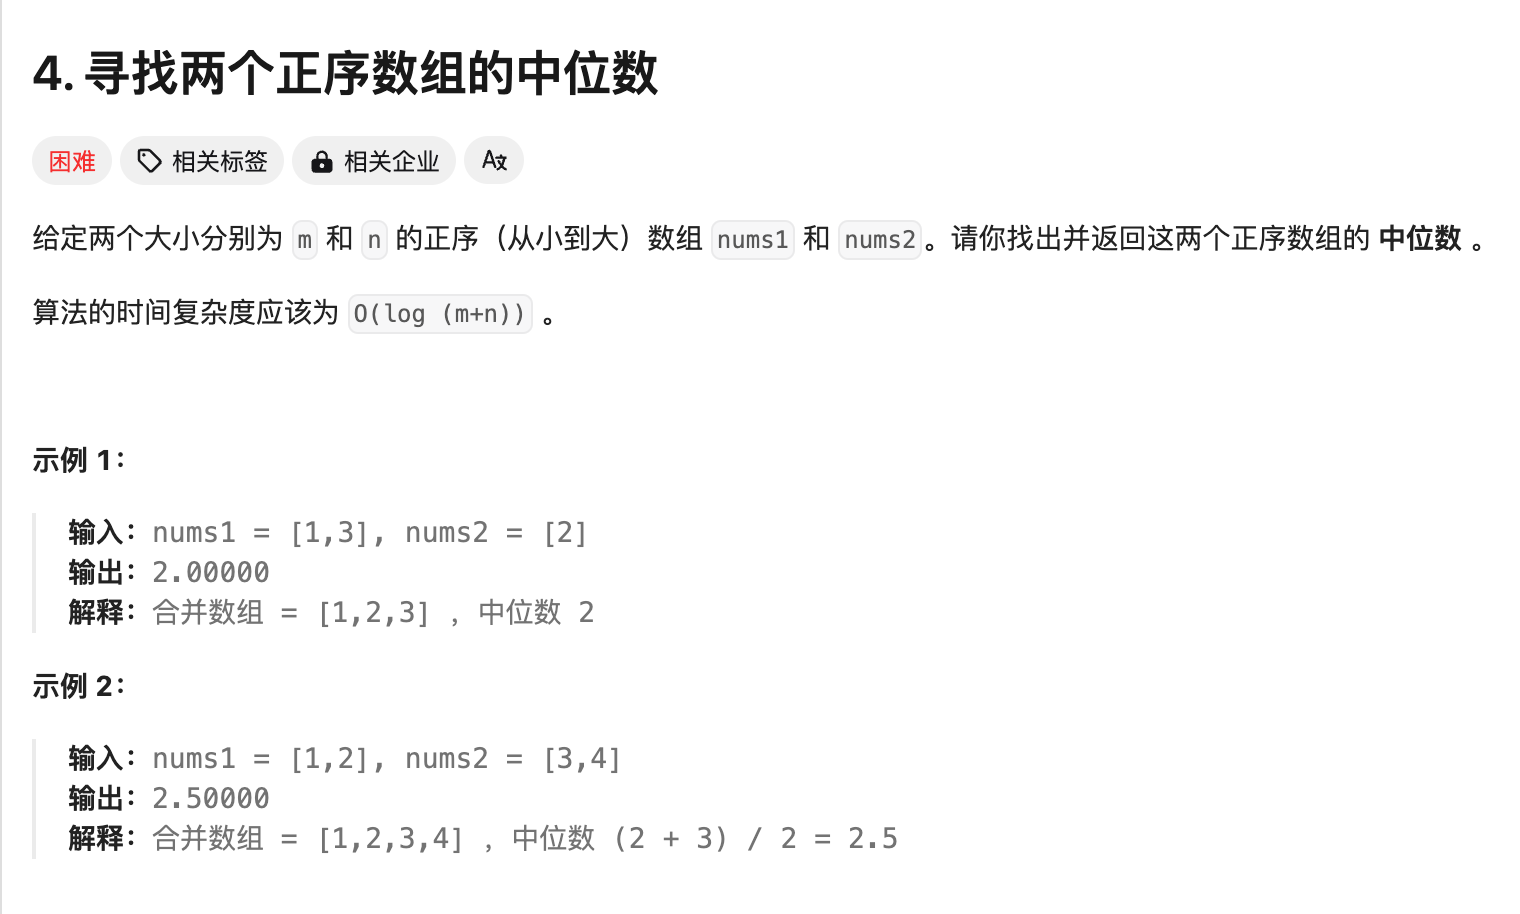 4. 寻找两个正序数组的中位数
困难 相关标签 相关企业 A文
给定两个大小分别为 m 和 n 的正序（从小到大）数组 nums1 和 nums2。请你找出并返回这两个正序数组的 中位数 。
算法的时间复杂度应该为 O(log (m+n)) 。
示例 1：
输入：nums1 = [1,3], nums2 = [2]
输出：2.00000
解释：合并数组 = [1,2,3] ，中位数 2
示例 2：
输入：nums1 = [1,2], nums2 = [3,4]
输出：2.50000
解释：合并数组 = [1,2,3,4] ，中位数 (2 + 3) / 2 = 2.5